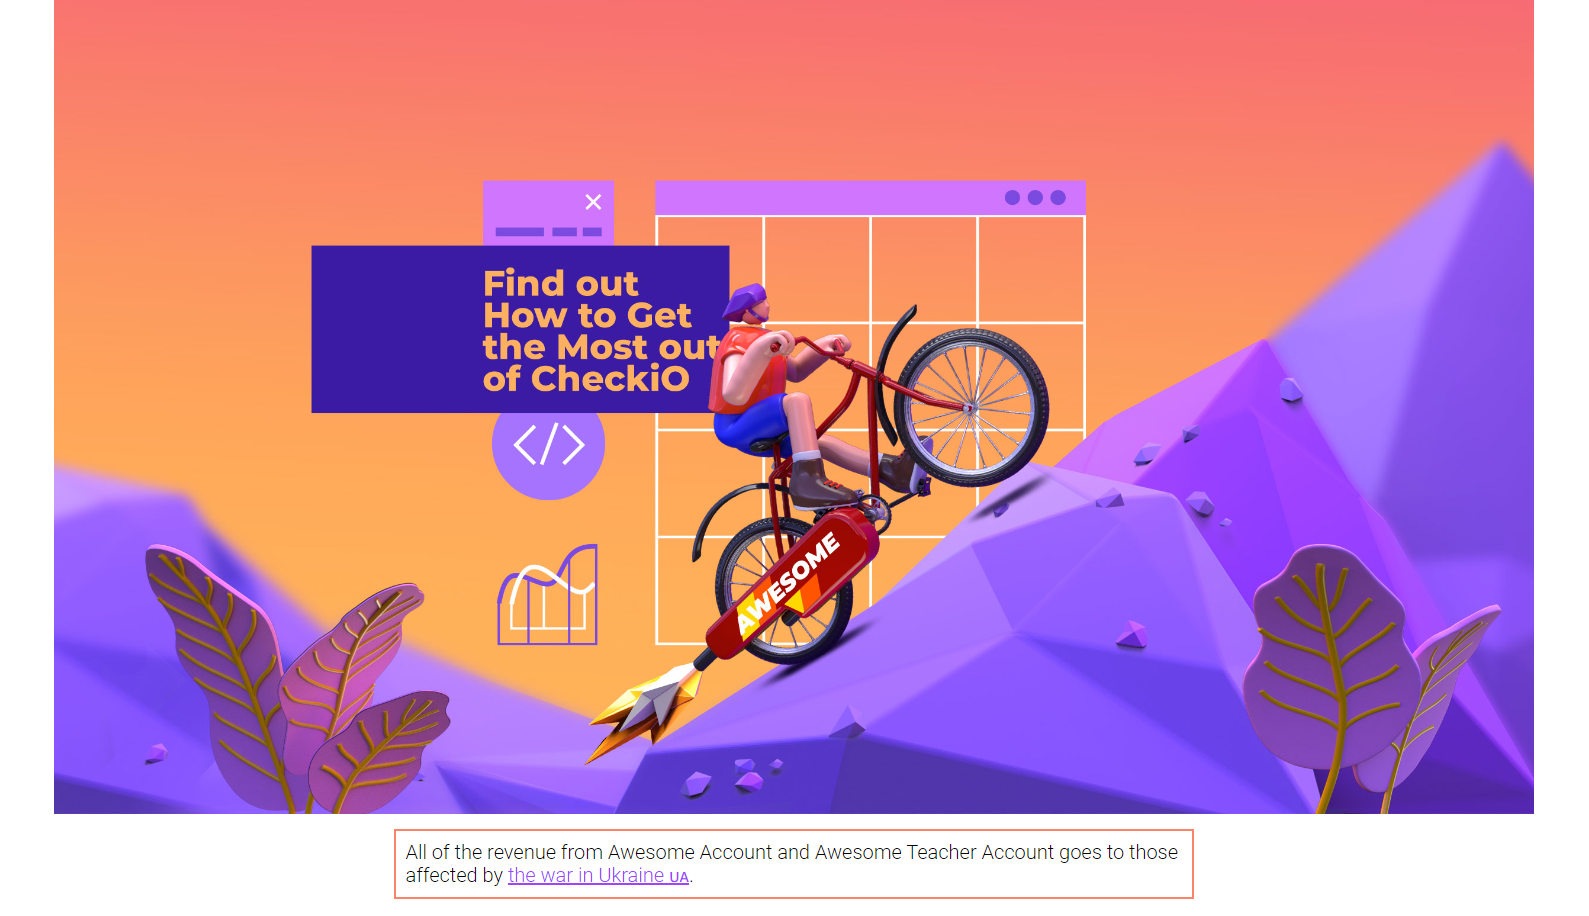 Find out
How to Get
the Most out
of CheckiO
</>
AWESOME
All of the revenue from Awesome Account and Awesome Teacher Account goes to those
affected by the war in Ukraine UA.